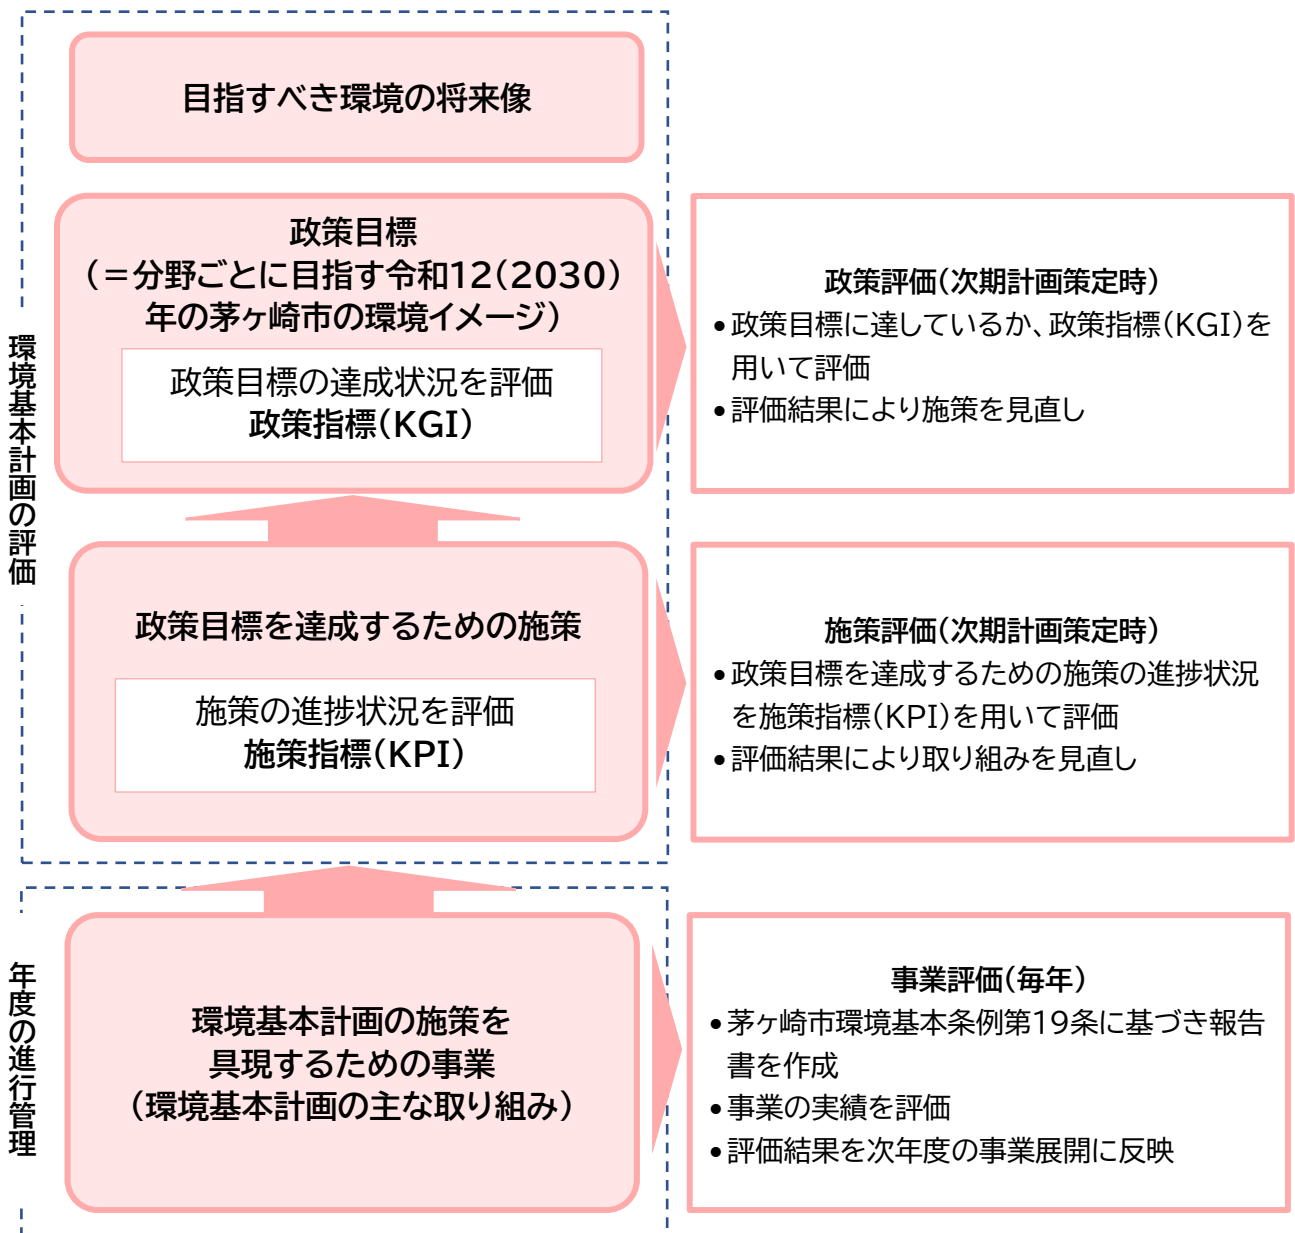 目指すべき環境の将来像
環境基本計画の評価
政策目標
（＝分野ごとに目指す令和12（2030）
年の茅ヶ崎市の環境イメージ）
政策目標の達成状況を評価
政策指標（KGI）
政策評価（次期計画策定時）
•政策目標に達しているか、政策指標（KGI）を
用いて評価
•評価結果により施策を見直し
政策目標を達成するための施策
施策の進捗状況を評価
施策指標（KPI）
施策評価（次期計画策定時）
•政策目標を達成するための施策の進捗状況
を施策指標（KPI）を用いて評価
•評価結果により取り組みを見直し
年度の進行管理
環境基本計画の施策を
具現するための事業
（環境基本計画の主な取り組み）
事業評価（毎年）
•茅ヶ崎市環境基本条例第19条に基づき報告
書を作成
•事業の実績を評価
•評価結果を次年度の事業展開に反映